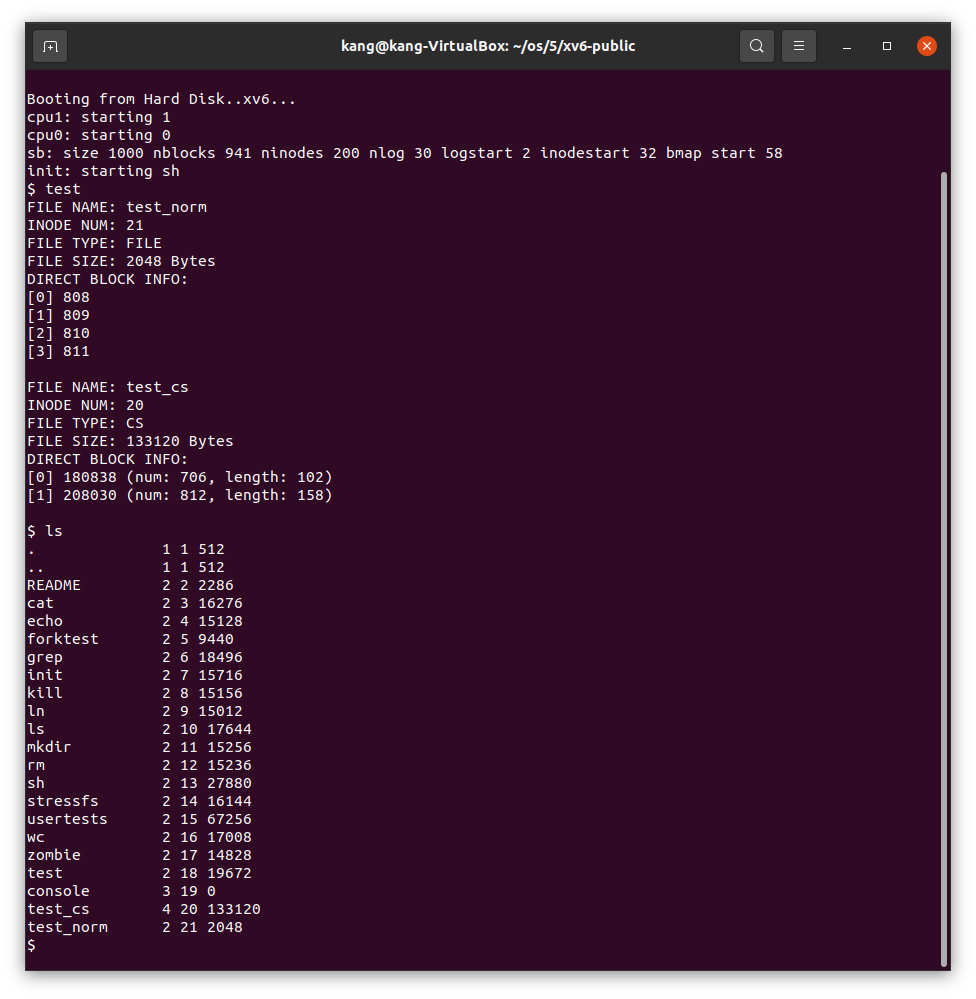 kang@kang-VirtualBox: ~/os/5/xv6-public
Booting from Hard Disk..xv6...
cpu1: starting 1
cpu0: starting 0
sb: size 1000 nblocks 941 ninodes 200 nlog 30 logstart 2 inodestart 32 bmap start 58
init: starting sh
$ test
FILE NAME: test_norm
INODE NUM: 21
FILE TYPE: FILE
FILE SIZE: 2048 Bytes
DIRECT BLOCK INFO:
[0] 808
[1] 809
[2] 810
[3] 811

FILE NAME: test_cs
INODE NUM: 20
FILE TYPE: CS
FILE SIZE: 133120 Bytes
DIRECT BLOCK INFO:
[0] 180838 (num: 706, length: 102)
[1] 208030 (num: 812, length: 158)

$ ls
.              1 1 512
..             1 1 512
README         2 2 2286
cat            2 3 16276
echo           2 4 15128
forktest       2 5 9440
grep           2 6 18496
init           2 7 15716
kill           2 8 15156
ln             2 9 15012
ls             2 10 17644
mkdir          2 11 15256
rm             2 12 15236
sh             2 13 27880
stressfs       2 14 16144
usertests      2 15 67256
wc             2 16 17008
zombie         2 17 14828
test           2 18 19672
console        3 19 0
test_cs        4 20 133120
test_norm      2 21 2048
$